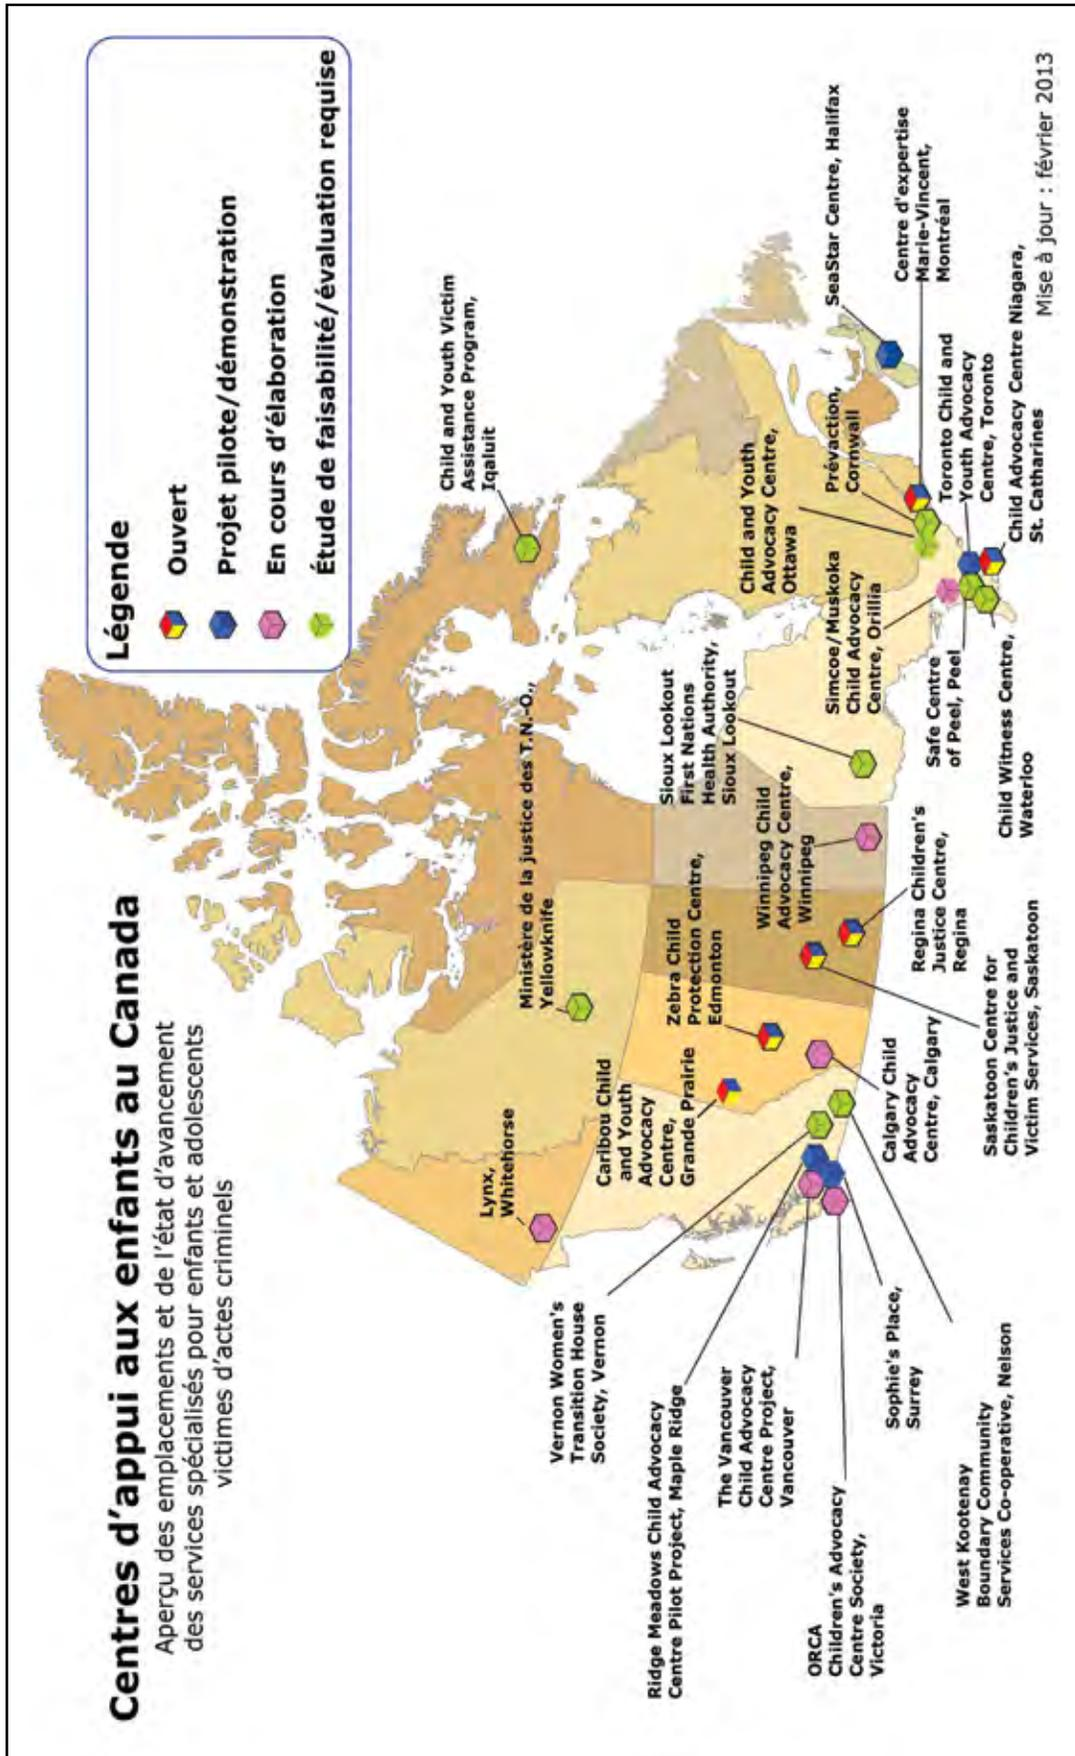 Centres d'appui aux enfants au Canada
Aperçu des emplacements et de l'état d'avancement
des services spécialisés pour enfants et adolescents
victimes d'actes criminels
Légende
Ouvert
Projet pilote/démonstration
En cours d'élaboration
Étude de faisabilité/évaluation requise
Lynx,
Whitehorse
Ministère de la justice des T.N.-O.,
Yellowknife
Child and Youth Victim
Assistance Program,
Iqaluit
Vernon Women's
Transition House
Society, Vernon
Caribou Child
and Youth
Advocacy
Centre,
Grande Prairie
Zebra Child
Protection Centre,
Edmonton
Sioux Lookout
First Nations
Health Authority,
Sioux Lookout
Child and Youth
Advocacy Centre,
Ottawa
SeaStar Centre, Halifax
Ridge Meadows Child Advocacy
Centre Pilot Project, Maple Ridge
The Vancouver
Child Advocacy
Centre Project,
Vancouver
Winnipeg Child
Advocacy Centre,
Winnipeg
Simcoe/Muskoka
Child Advocacy
Centre, Orillia
Prévaction,
Cornwall
Centre d'expertise
Marie-Vincent,
Montréal
ORCA
Children's Advocacy
Centre Society,
Victoria
Sophie's Place,
Surrey
Calgary Child
Advocacy
Centre, Calgary
Regina Children's
Justice Centre,
Regina
Safe Centre
of Peel, Peel
Toronto Child and
Youth Advocacy
Centre, Toronto
West Kootenay
Boundary Community
Services Co-operative, Nelson
Saskatoon Centre for
Children's Justice and
Victim Services, Saskatoon
Child Witness Centre,
Waterloo
Child Advocacy Centre Niagara,
St. Catharines
Mise à jour : février 2013